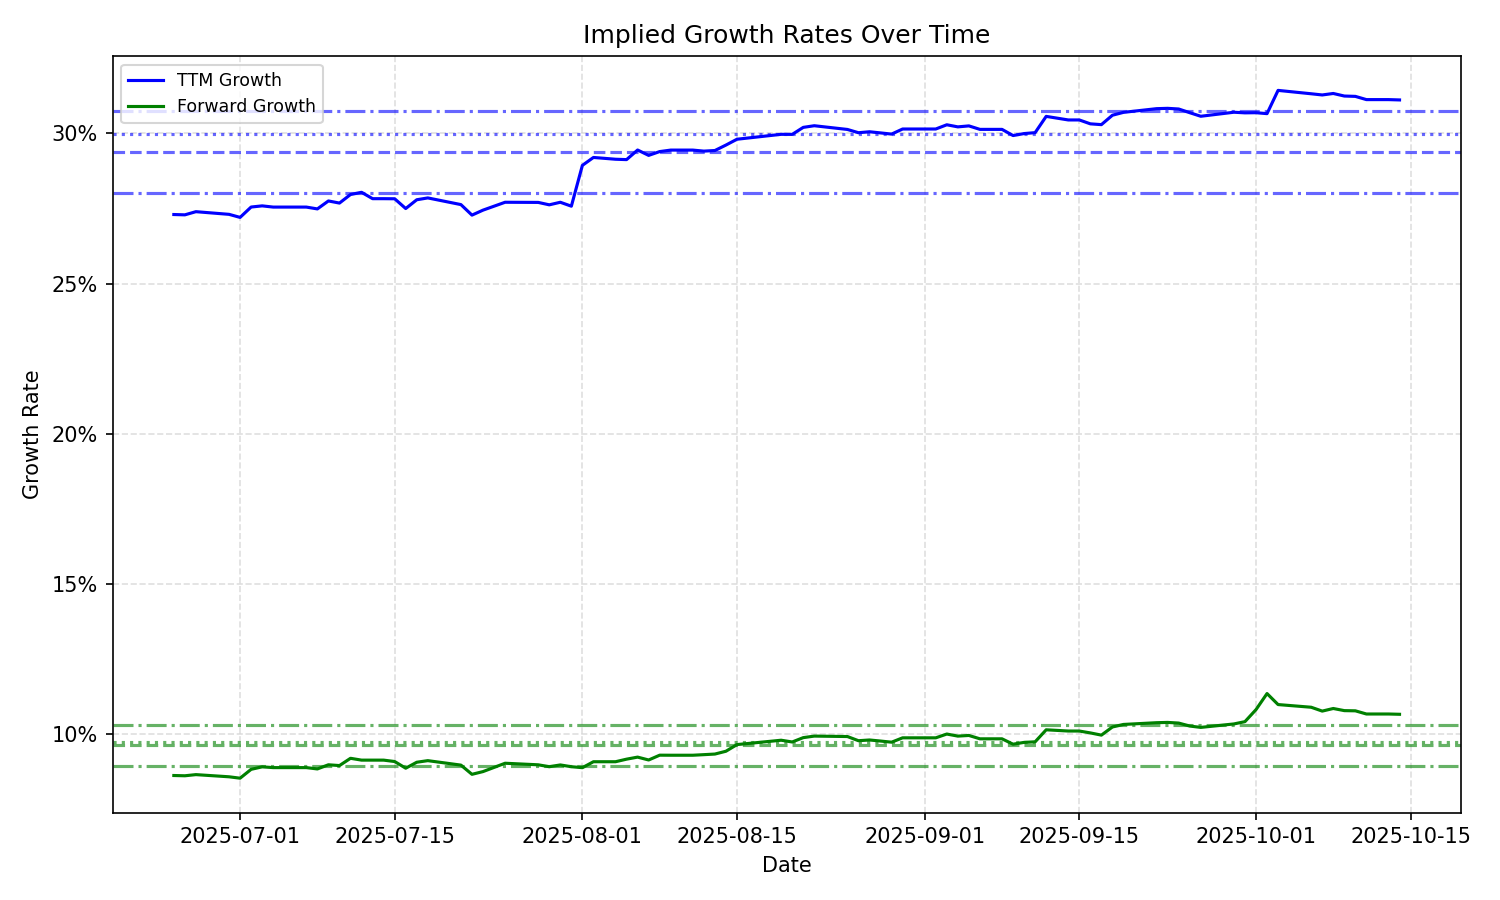 Implied Growth Rates Over Time
TTM Growth
Forward Growth
30%
25%
20%
15%
10%
Growth Rate
2025-07-01
2025-07-15
2025-08-01
2025-08-15
2025-09-01
2025-09-15
2025-10-01
2025-10-15
Date